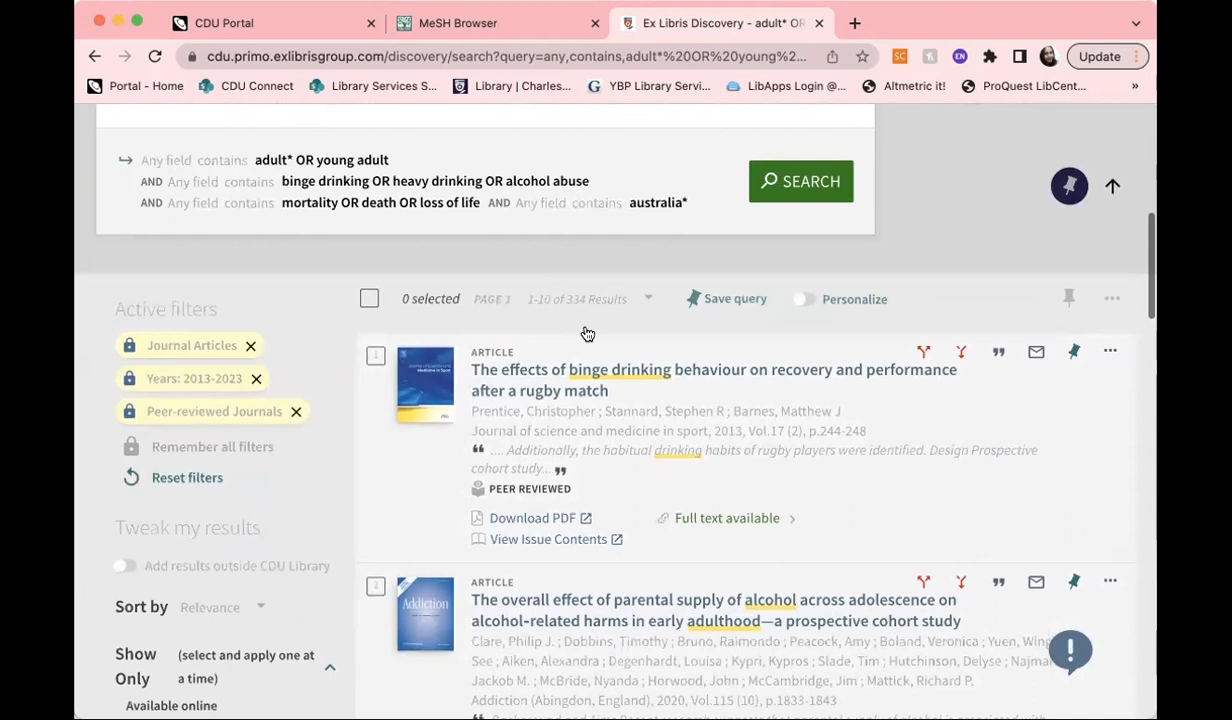 CDU Portal
MeSH Browser
Ex Libris Discovery - adult* OR
cdu.primo.exlibrisgroup.com/discovery/search?query=any,contains,adult*%20OR%20young%2...
SC
EN
Update
Portal - Home
CDU Connect
Library Services S...
Library | Charles...
YBP Library Servi...
LibApps Login @...
Altmetric it!
ProQuest LibCent...
»
Any field contains adult* OR young adult
AND Any field contains binge drinking OR heavy drinking OR alcohol abuse
AND Any field contains mortality OR death OR loss of life AND Any field contains australia*
SEARCH
Active filters
Journal Articles
Years: 2013-2023
Peer-reviewed Journals
Remember all filters
Reset filters
Tweak my results
Add results outside CDU Library
Sort by Relevance
Show Only
(select and apply one at a time)
Available online
0 selected PAGE 1 1-10 of 334 Results
Save query
Personalize
1
ARTICLE
The effects of binge drinking behaviour on recovery and performance
after a rugby match
Prentice, Christopher ; Stannard, Stephen R ; Barnes, Matthew J
Journal of science and medicine in sport, 2013, Vol.17 (2), p.244-248
.... Additionally, the habitual drinking habits of rugby players were identified. Design Prospective
cohort study...
PEER REVIEWED
Download PDF
Full text available
View Issue Contents
2
Addiction
ARTICLE
The overall effect of parental supply of alcohol across adolescence on
alcohol-related harms in early adulthood—a prospective cohort study
Clare, Philip J. ; Dobbins, Timothy ; Bruno, Raimondo ; Peacock, Amy ; Boland, Veronica ; Yuen, Wing
See ; Aiken, Alexandra ; Degenhardt, Louisa ; Kypri, Kypros ; Slade, Tim ; Hutchinson, Delyse ; Najma
Jackob M. ; McBride, Nyanda ; Horwood, John ; McCambridge, Jim ; Mattick, Richard P.
Addiction (Abingdon, England), 2020, Vol.115 (10), p.1833-1843